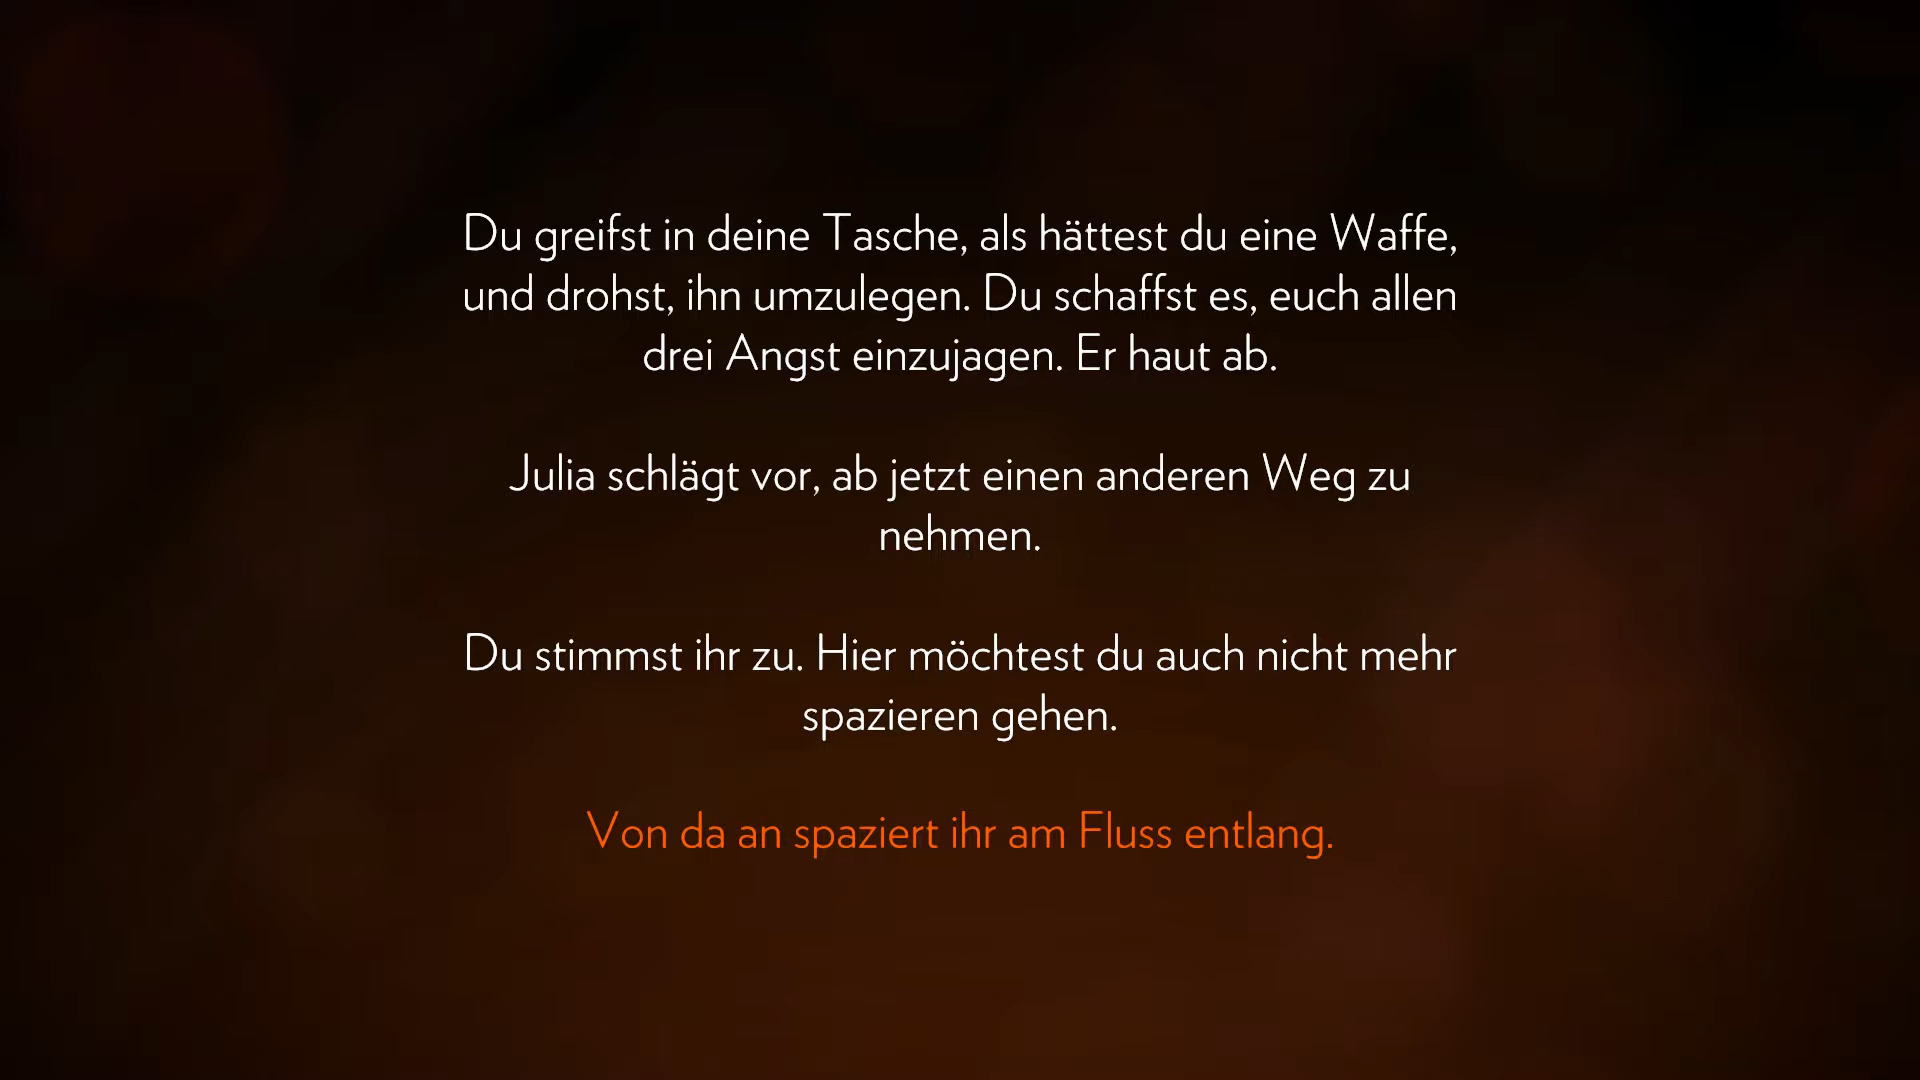 Du greifst in deine Tasche, als hättest du eine Waffe,
und drohst, ihn umzulegen. Du schaffst es, euch allen
drei Angst einzujagen. Er haut ab.
Julia schlägt vor, ab jetzt einen anderen Weg zu
nehmen.
Du stimmst ihr zu. Hier möchtest du auch nicht mehr
spazieren gehen.
Von da an spaziert ihr am Fluss entlang.